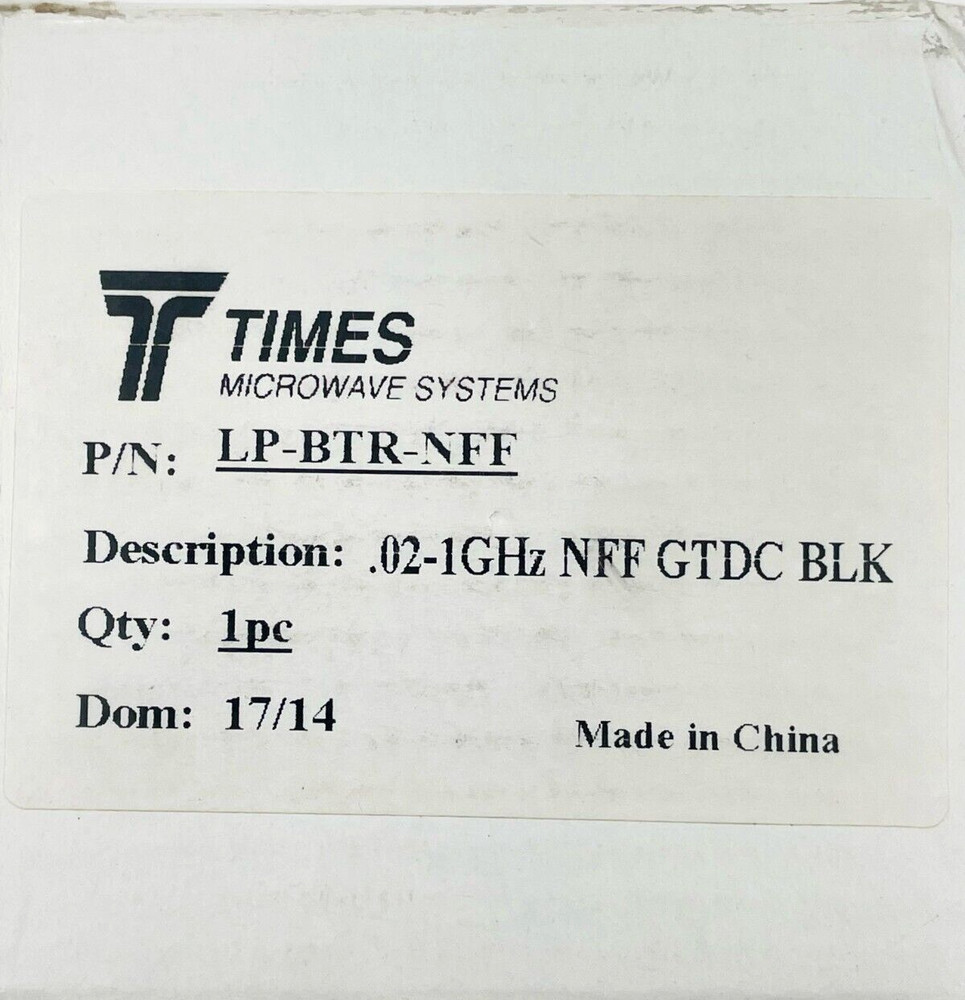 TIMES
MICROWAVE SYSTEMS
P/N: LP-BTR-NFF
Description: .02-1GHz NFF GTDC BLK
Qty: 1pc
Dom: 17/14
Made in China